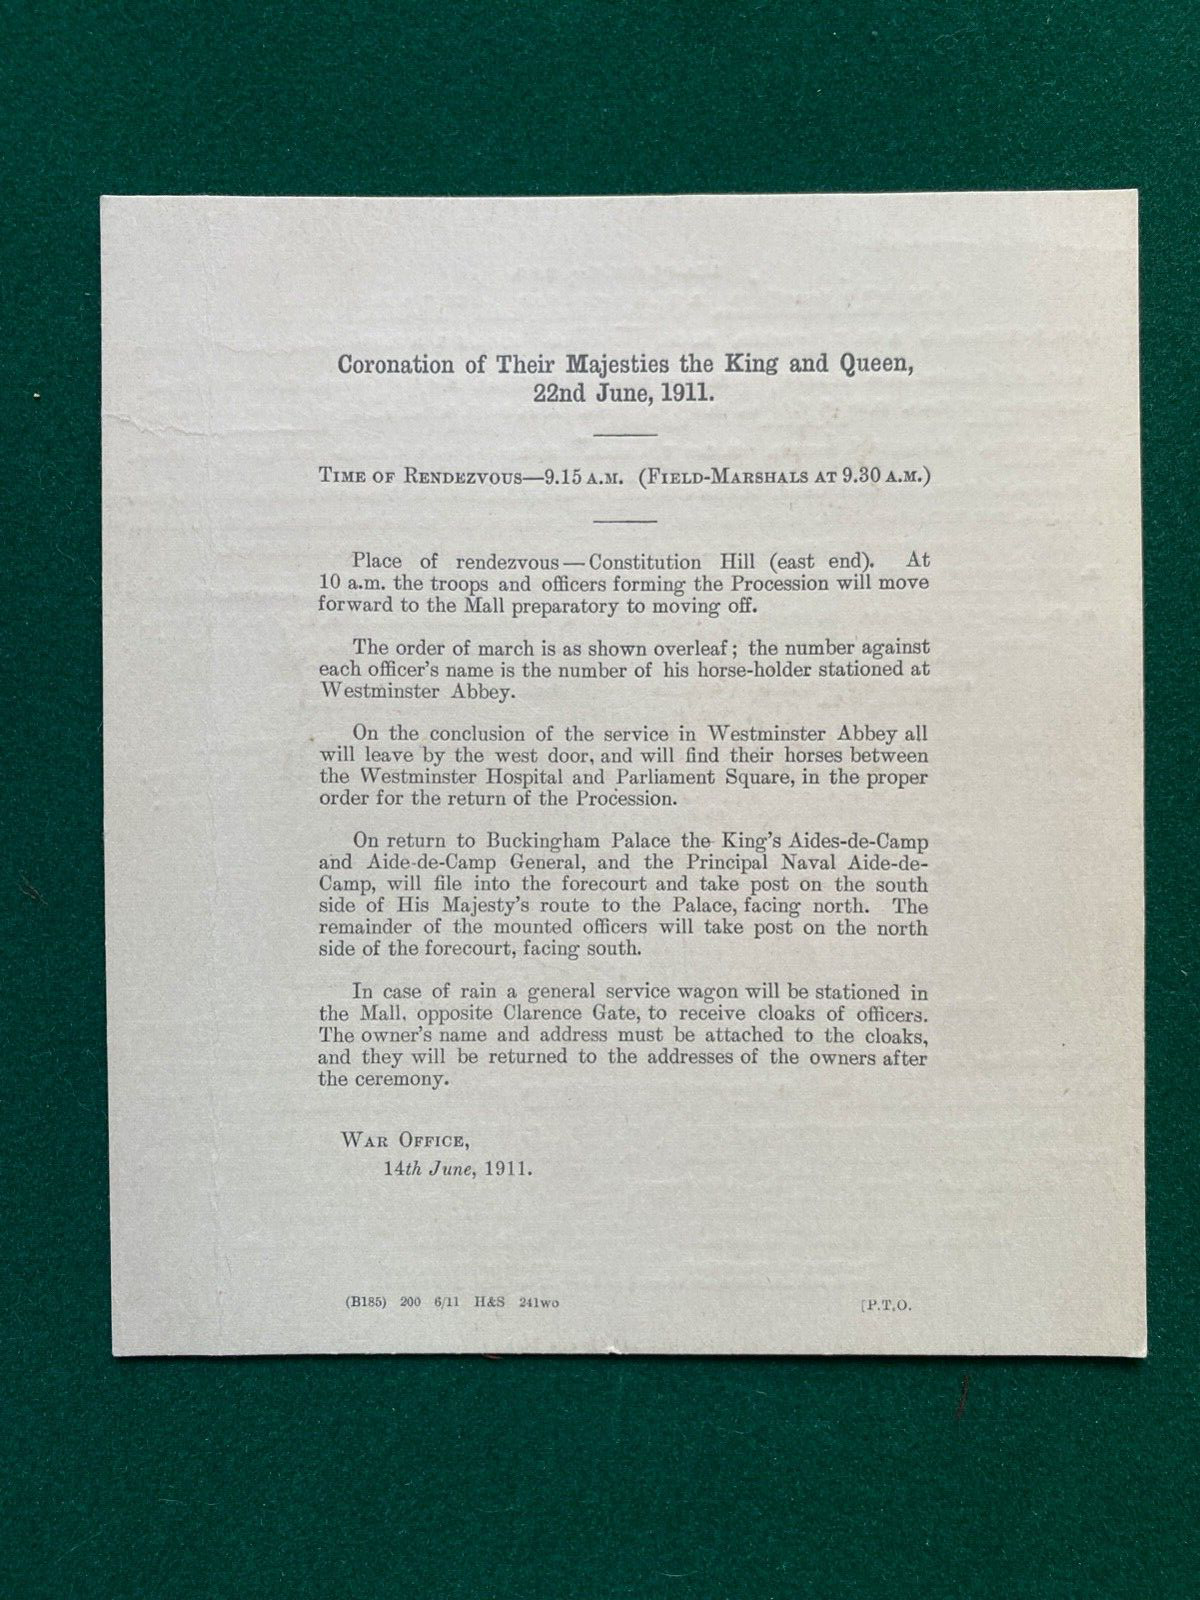 Coronation of Their Majesties the King and Queen,
22nd June, 1911.
TIME OF RENDEZVOUS—9.15 A.M. (FIELD-MARSHALS AT 9.30 A.M.)
Place of rendezvous—Constitution Hill (east end). At
10 a.m. the troops and officers forming the Procession will move
forward to the Mall preparatory to moving off.
The order of march is as shown overleaf; the number against
each officer's name is the number of his horse-holder stationed at
Westminster Abbey.
On the conclusion of the service in Westminster Abbey all
will leave by the west door, and will find their horses between
the Westminster Hospital and Parliament Square, in the proper
order for the return of the Procession.
On return to Buckingham Palace the King's Aides-de-Camp
and Aide-de-Camp General, and the Principal Naval Aide-de-
Camp, will file into the forecourt and take post on the south
side of His Majesty's route to the Palace, facing north. The
remainder of the mounted officers will take post on the north
side of the forecourt, facing south.
In case of rain a general service wagon will be stationed in
the Mall, opposite Clarence Gate, to receive cloaks of officers.
The owner's name and address must be attached to the cloaks,
and they will be returned to the addresses of the owners after
the ceremony.
WAR OFFICE,
14th June, 1911.
(B185) 200 6/11 H&S 241WO
[P.T.O.